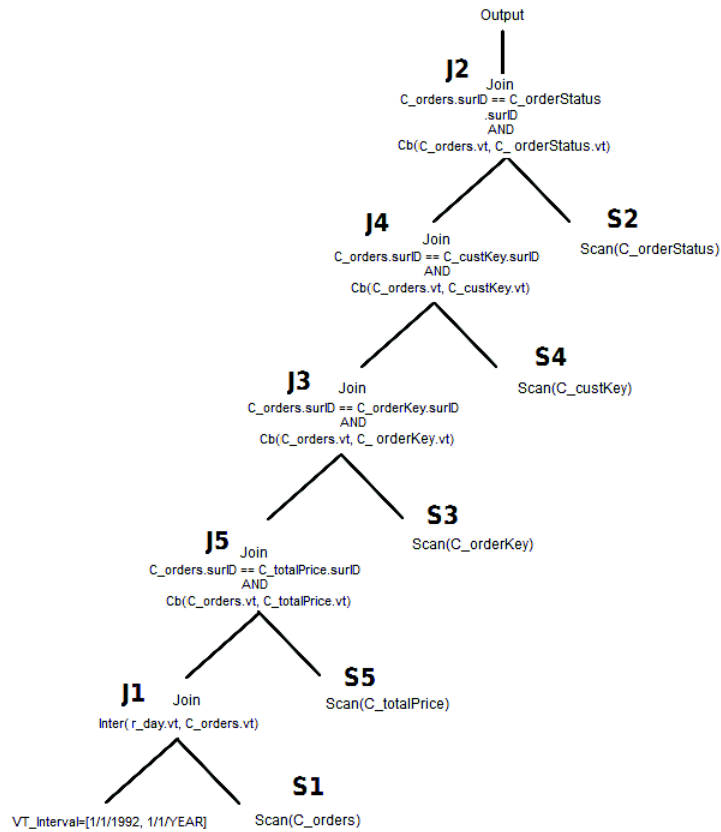 Output
J2
Join
C_orders.surID == C_orderStatus
.surID
AND
Cb(C_orders.vt, C_ orderStatus.vt)
J4
Join
C_orders.surID == C_custKey.surID
AND
Cb(C_orders.vt, C_custKey.vt)
S2
Scan(C_orderStatus)
J3
Join
C_orders.surID == C_orderKey.surID
AND
Cb(C_orders.vt, C_ orderKey.vt)
S4
Scan(C_custKey)
J5
Join
C_orders.surID == C_totalPrice.surID
AND
Cb(C_orders.vt, C_totalPrice.vt)
S3
Scan(C_orderKey)
J1
Join
Inter( r_day.vt, C_orders.vt)
S5
Scan(C_totalPrice)
VT_Interval=[1/1/1992, 1/1/YEAR]
S1
Scan(C_orders)